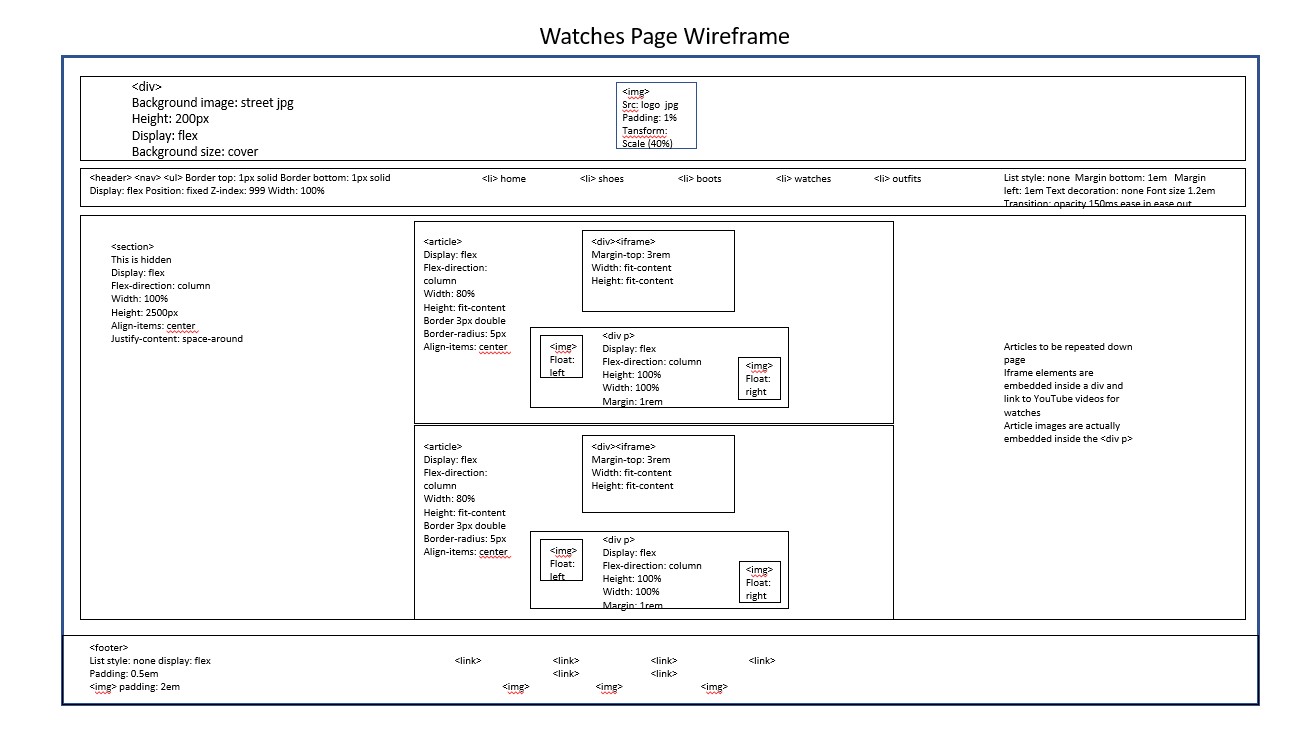 Watches Page Wireframe
<div>
Background image: street jpg
Height: 200px
Display: flex
Background size: cover
<img>
Src: logo jpg
Padding: 1%
Tansform:
Scale (40%)
<header> <nav> <ul> Border top: 1px solid Border bottom: 1px solid
Display: flex Position: fixed Z-index: 999 Width: 100%
<li> home
<li> shoes
<li> boots
<li> watches
<li> outfits
List style: none Margin bottom: 1em Margin
left: 1em Text decoration: none Font size 1.2em
Transition: opacity 150ms ease in ease out
<section>
This is hidden
Display: flex
Flex-direction: column
Width: 100%
Height: 2500px
Align-items: center
Justify-content: space-around
<article>
Display: flex
Flex-direction:
column
Width: 80%
Height: fit-content
Border 3px double
Border-radius: 5px
Align-items: center
<div><iframe>
Margin-top: 3rem
Width: fit-content
Height: fit-content
<img>
Float:
left
<div p>
Display: flex
Flex-direction: column
Height: 100%
Width: 100%
Margin: 1rem
<img>
Float:
right
<article>
Display: flex
Flex-direction:
column
Width: 80%
Height: fit-content
Border 3px double
Border-radius: 5px
Align-items: center
<div><iframe>
Margin-top: 3rem
Width: fit-content
Height: fit-content
<img>
Float:
left
<div p>
Display: flex
Flex-direction: column
Height: 100%
Width: 100%
Margin: 1rem
<img>
Float:
right
Articles to be repeated down
page
Iframe elements are
embedded inside a div and
link to YouTube videos for
watches
Article images are actually
embedded inside the <div p>
<footer>
List style: none display: flex
Padding: 0.5em
<img> padding: 2em
<link> <link> <link> <link>
<link> <link>
<img> <img> <img>